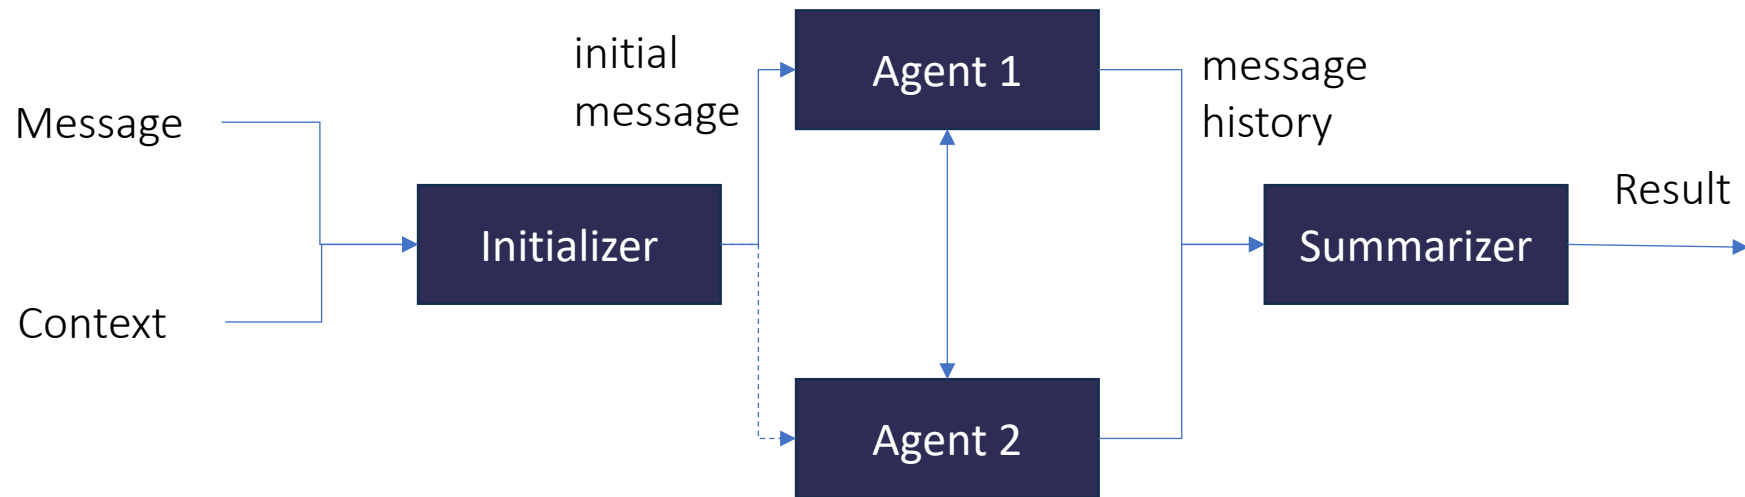 Message
Context
Initializer
initial
message
Agent 1
Agent 2
message
history
Summarizer
Result